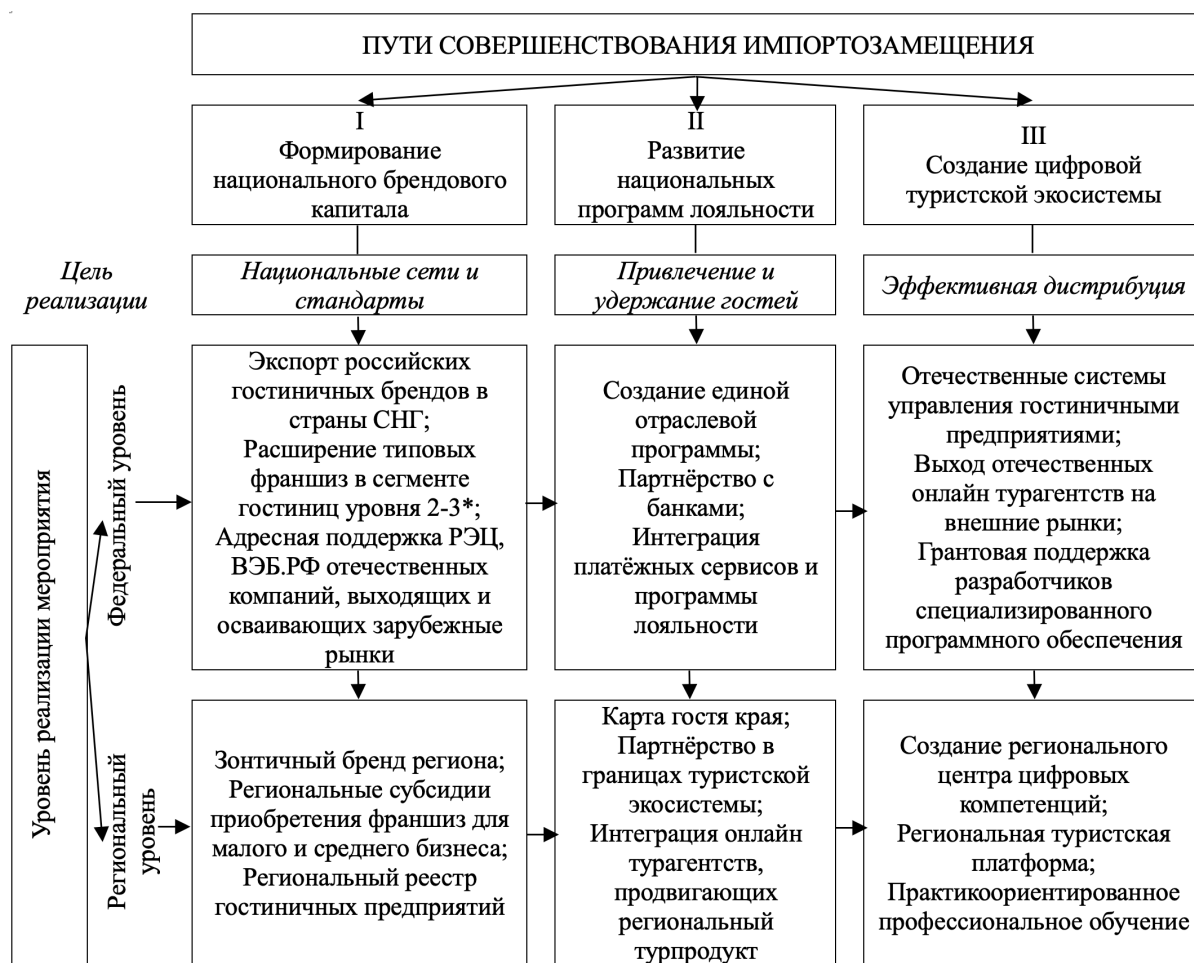 ПУТИ СОВЕРШЕНСТВОВАНИЯ ИМПОРТОЗАМЕЩЕНИЯ
I
Формирование
национального брендового
капитала
II
Развитие
национальных
программ лояльности
III
Создание цифровой
туристской экосистемы
Цель
реализации
Национальные сети и
стандарты
Привлечение и
удержание гостей
Эффективная дистрибуция
Уровень реализации мероприятия
Федеральный уровень
Экспорт российских
гостиничных брендов в
страны СНГ;
Расширение типовых
франшиз в сегменте
гостиниц уровня 2-3*;
Адресная поддержка РЭЦ,
ВЭБ.РФ отечественных
компаний, выходящих и
осваивающих зарубежные
рынки
Создание единой
отраслевой
программы;
Партнёрство с
банками;
Интеграция
платёжных сервисов и
программы
лояльности
Отечественные системы
управления гостиничными
предприятиями;
Выход отечественных
онлайн турагентств на
внешние рынки;
Грантовая поддержка
разработчиков
специализированного
программного обеспечения
Региональный
уровень
Зонтичный бренд региона;
Региональные субсидии
приобретения франшиз для
малого и среднего бизнеса;
Региональный реестр
гостиничных предприятий
Карта гостя края;
Партнёрство в
границах туристской
экосистемы;
Интеграция онлайн
турагентств,
продвигающих
региональный
турпродукт
Создание регионального
центра цифровых
компетенций;
Региональная туристская
платформа;
Практикоориентированное
профессиональное обучение